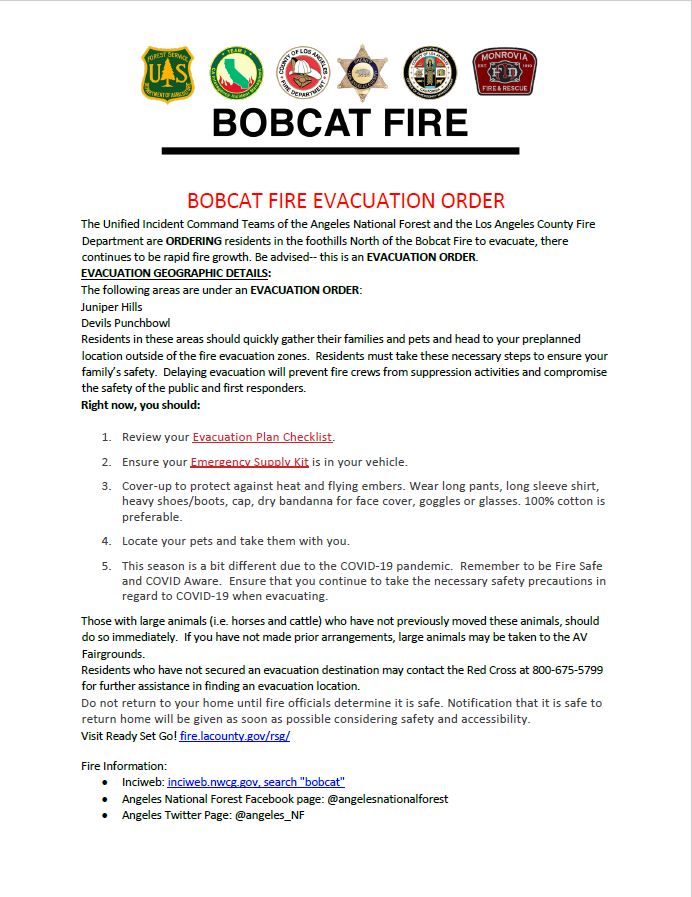 FOREST SERVICE
U S
DEPARTMENT OF AGRICULTURE
TEAM 1
COUNTY OF LOS ANGELES
FIRE DEPARTMENT
MONROVIA
F D
FIRE & RESCUE
BOBCAT FIRE
BOBCAT FIRE EVACUATION ORDER
The Unified Incident Command Teams of the Angeles National Forest and the Los Angeles County Fire
Department are ORDERING residents in the foothills North of the Bobcat Fire to evacuate, there
continues to be rapid fire growth. Be advised-- this is an EVACUATION ORDER.
EVACUATION GEOGRAPHIC DETAILS:
The following areas are under an EVACUATION ORDER:
Juniper Hills
Devils Punchbowl
Residents in these areas should quickly gather their families and pets and head to your preplanned
location outside of the fire evacuation zones. Residents must take these necessary steps to ensure your
family's safety. Delaying evacuation will prevent fire crews from suppression activities and compromise
the safety of the public and first responders.
Right now, you should:
1. Review your Evacuation Plan Checklist.
2. Ensure your Emergency Supply Kit is in your vehicle.
3. Cover-up to protect against heat and flying embers. Wear long pants, long sleeve shirt,
heavy shoes/boots, cap, dry bandanna for face cover, goggles or glasses. 100% cotton is
preferable.
4. Locate your pets and take them with you.
5. This season is a bit different due to the COVID-19 pandemic. Remember to be Fire Safe
and COVID Aware. Ensure that you continue to take the necessary safety precautions in
regard to COVID-19 when evacuating.
Those with large animals (i.e. horses and cattle) who have not previously moved these animals, should
do so immediately. If you have not made prior arrangements, large animals may be taken to the AV
Fairgrounds.
Residents who have not secured an evacuation destination may contact the Red Cross at 800-675-5799
for further assistance in finding an evacuation location.
Do not return to your home until fire officials determine it is safe. Notification that it is safe to
return home will be given as soon as possible considering safety and accessibility.
Visit Ready Set Go! fire.lacounty.gov/rsg/
Fire Information:
• Inciweb: inciweb.nwcg.gov, search "bobcat"
• Angeles National Forest Facebook page: @angelesnationalforest
• Angeles Twitter Page: @angeles_NF